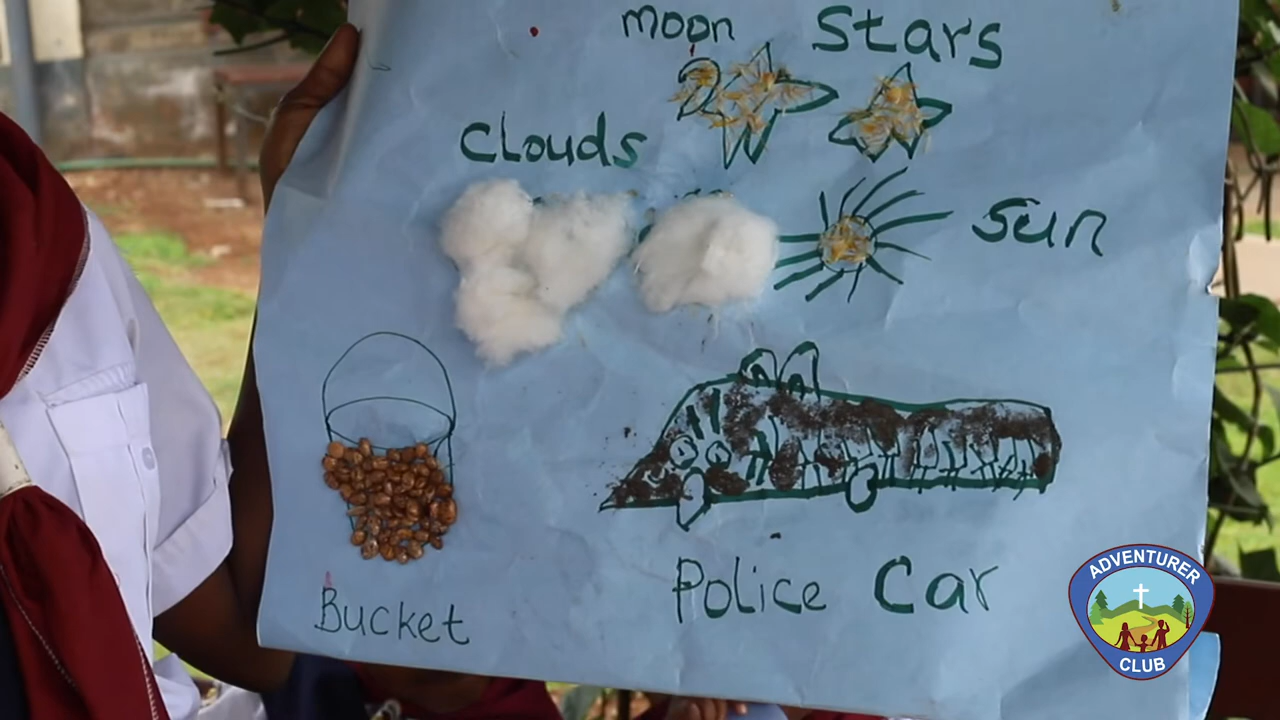 moon
Stars
Clouds
Sun
Bucket
Police Car
ADVENTURER
CLUB